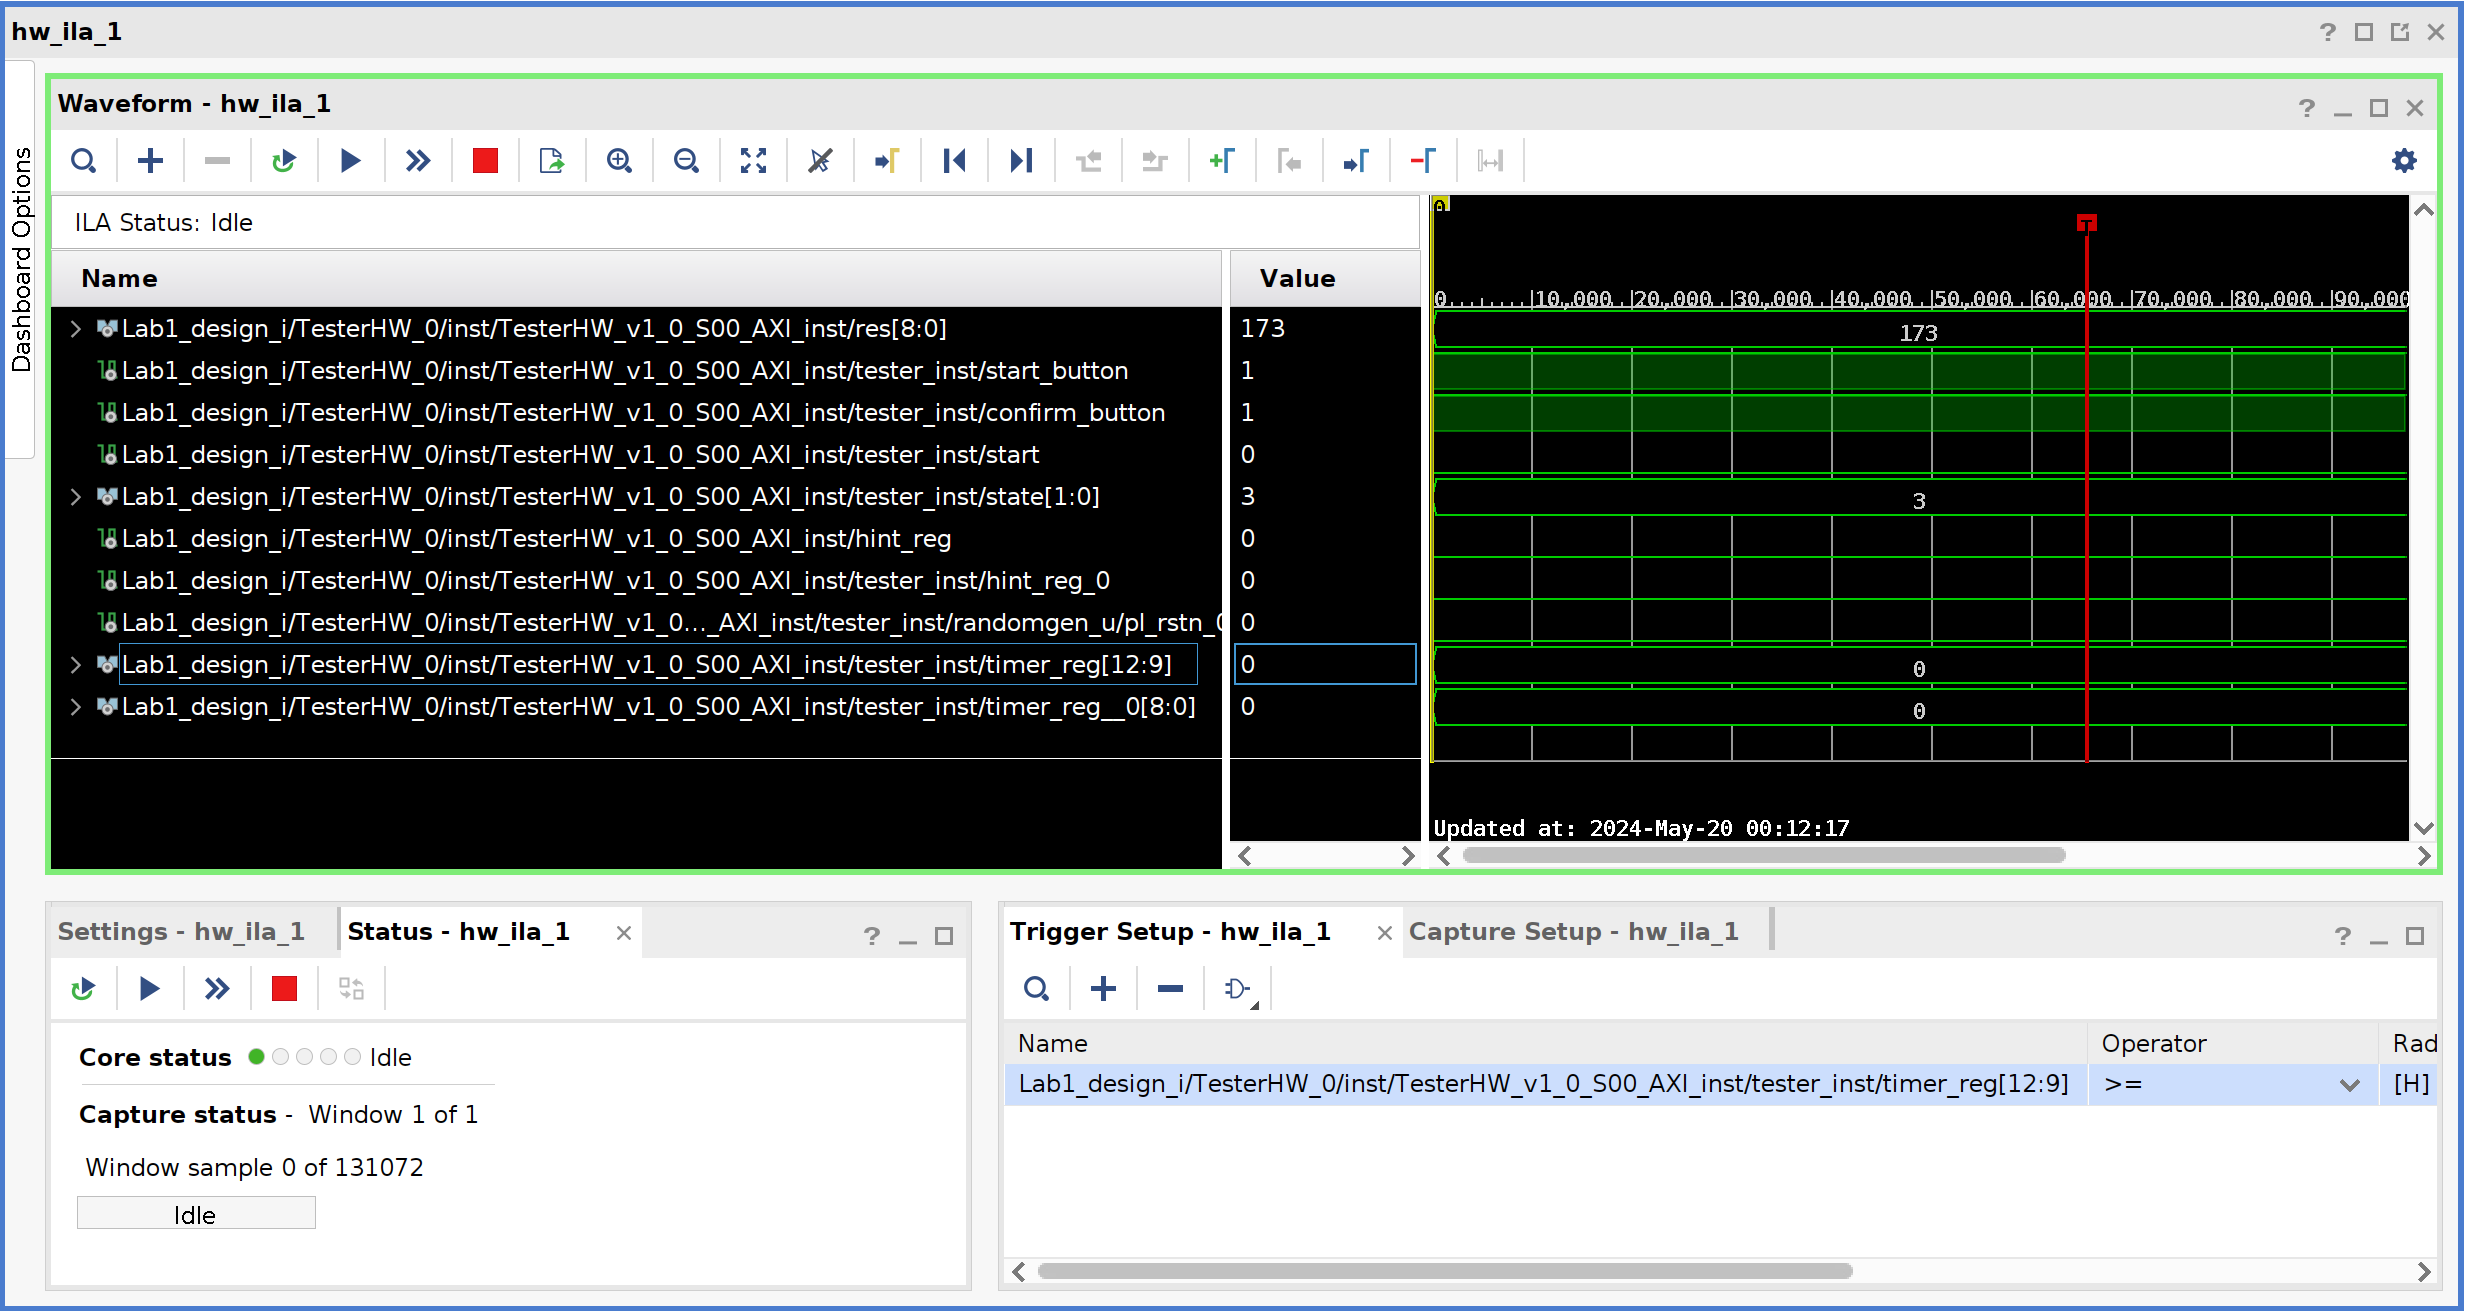 hw_ila_1
Dashboard Options
Waveform - hw_ila_1
ILA Status: Idle
Name Value
0 10,000 20,000 30,000 40,000 50,000 60,000 70,000 80,000 90,000
0
T
Lab1_design_i/TesterHW_0/inst/TesterHW_v1_0_S00_AXI_inst/res[8:0] 173 173
Lab1_design_i/TesterHW_0/inst/TesterHW_v1_0_S00_AXI_inst/tester_inst/start_button 1
Lab1_design_i/TesterHW_0/inst/TesterHW_v1_0_S00_AXI_inst/tester_inst/confirm_button 1
Lab1_design_i/TesterHW_0/inst/TesterHW_v1_0_S00_AXI_inst/tester_inst/start 0
Lab1_design_i/TesterHW_0/inst/TesterHW_v1_0_S00_AXI_inst/tester_inst/state[1:0] 3 3
Lab1_design_i/TesterHW_0/inst/TesterHW_v1_0_S00_AXI_inst/hint_reg 0
Lab1_design_i/TesterHW_0/inst/TesterHW_v1_0_S00_AXI_inst/tester_inst/hint_reg_0 0
Lab1_design_i/TesterHW_0/inst/TesterHW_v1_0..._AXI_inst/tester_inst/randomgen_u/pl_rstn_0 0
Lab1_design_i/TesterHW_0/inst/TesterHW_v1_0_S00_AXI_inst/tester_inst/timer_reg[12:9] 0 0
Lab1_design_i/TesterHW_0/inst/TesterHW_v1_0_S00_AXI_inst/tester_inst/timer_reg__0[8:0] 0 0
Updated at: 2024-May-20 00:12:17
Settings - hw_ila_1 Status - hw_ila_1
Core status Idle
Capture status - Window 1 of 1
Window sample 0 of 131072
Idle
Trigger Setup - hw_ila_1 Capture Setup - hw_ila_1
Name Operator Rad
Lab1_design_i/TesterHW_0/inst/TesterHW_v1_0_S00_AXI_inst/tester_inst/timer_reg[12:9] >= [H]